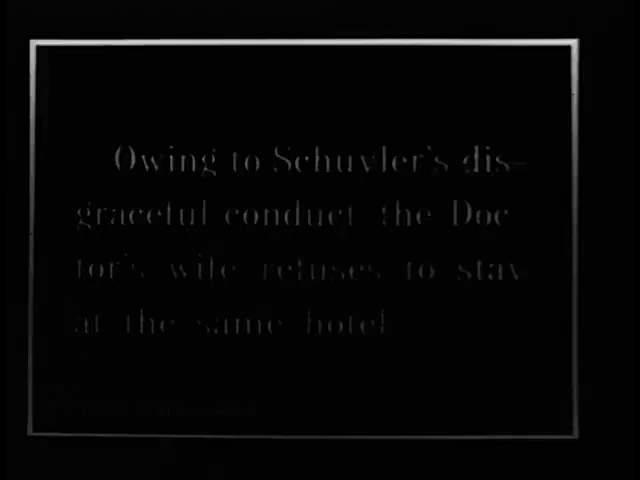 Owing to Schuyler's dis-
graceful conduct, the Doc
tor's wife refuses to stay
at the same hotel